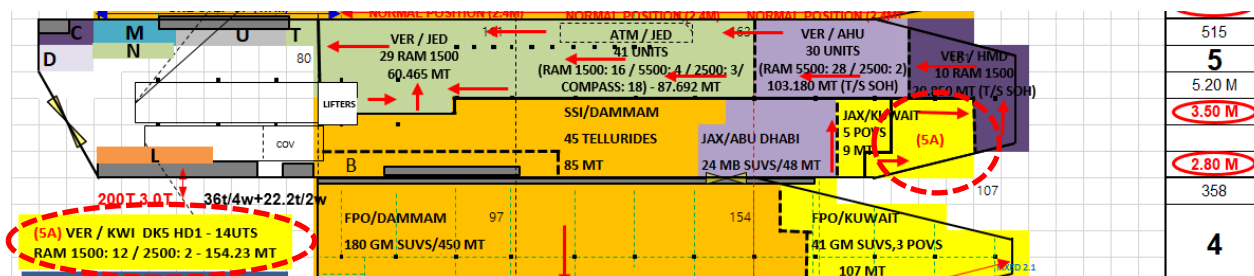 NORMAL POSITION (2.4M)
NORMAL POSITION (2.4M)
NORMAL POSITION (2.4M)
C
M
U
T
D
N
80
VER / JED
29 RAM 1500
60.465 MT
ATM / JED
41 UNITS
(RAM 1500: 16 / 5500: 4 / 2500: 3/
COMPASS: 18) - 87.692 MT
163
VER / AHU
30 UNITS
(RAM 5500: 28 / 2500: 2)
103.180 MT (T/S SOH)
VER / HMD
10 RAM 1500
(T/S SOH)
515
5
5.20 M
3.50 M
2.80 M
LIFTERS
COV
L
B
SSI/DAMMAM
45 TELLURIDES
85 MT
JAX/ABU DHABI
24 MB SUVS/48 MT
JAX/KUWAIT
5 POVS
9 MT
(5A)
107
200T 3.0T
36t/4w+22.2t/2w
(5A) VER / KWI DK5 HD1 - 14UTS
RAM 1500: 12 / 2500: 2 - 154.23 MT
FPO/DAMMAM
180 GM SUVS/450 MT
97
154
FPO/KUWAIT
41 GM SUVS,3 POVS
107 MT
358
4